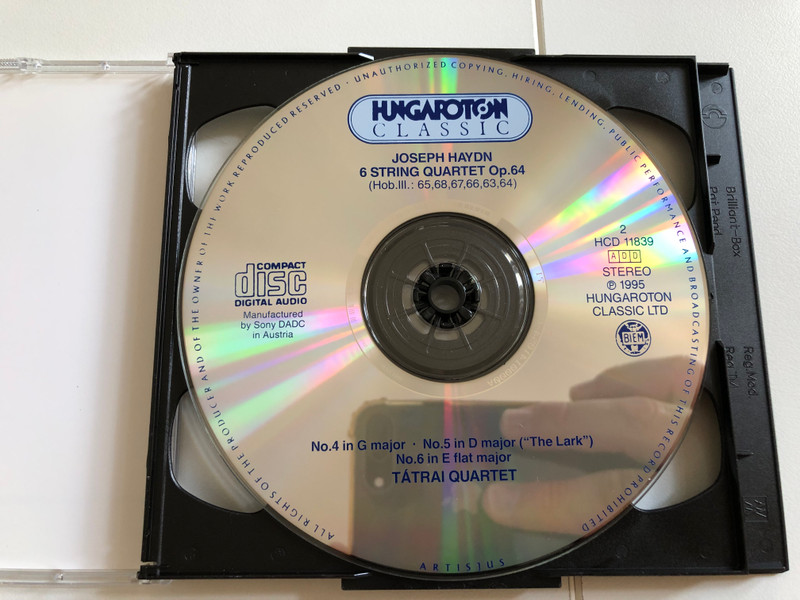 ALL RIGHTS OF THE PRODUCER AND OF THE OWNER OF THE WORK REPRODUCED RESERVED · UNAUTHORIZED COPYING, HIRING, LENDING, PUBLIC PERFORMANCE AND BROADCASTING OF THIS RECORD PROHIBITED
HUNGAROTON
CLASSIC
JOSEPH HAYDN
6 STRING QUARTET Op.64
(Hob.III.: 65,68,67,66,63,64)
COMPACT
disc
DIGITAL AUDIO
Manufactured
by Sony DADC
in Austria
2
HCD 11839
ADD
STEREO
℗ 1995
HUNGAROTON
CLASSIC LTD
BIEM
No.4 in G major · No.5 in D major ("The Lark")
No.6 in E flat major
TÁTRAI QUARTET
ARTISJUS
Brilliant-Box